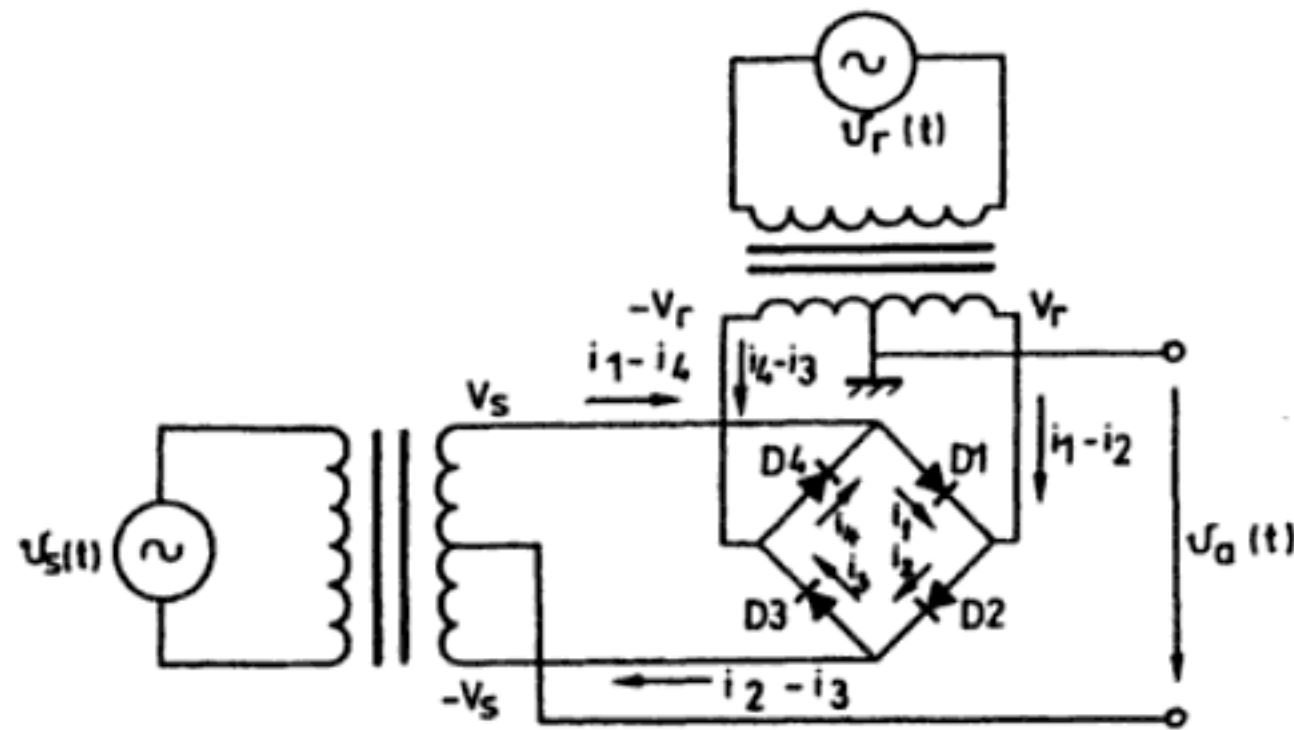 υr (t)
-Vr
Vr
i1 - i4
i4-i3
Vs
i1 - i2
D4
D1
i4
i1
υs(t)
υa (t)
i3
i2
D3
D2
-Vs
i2 - i3